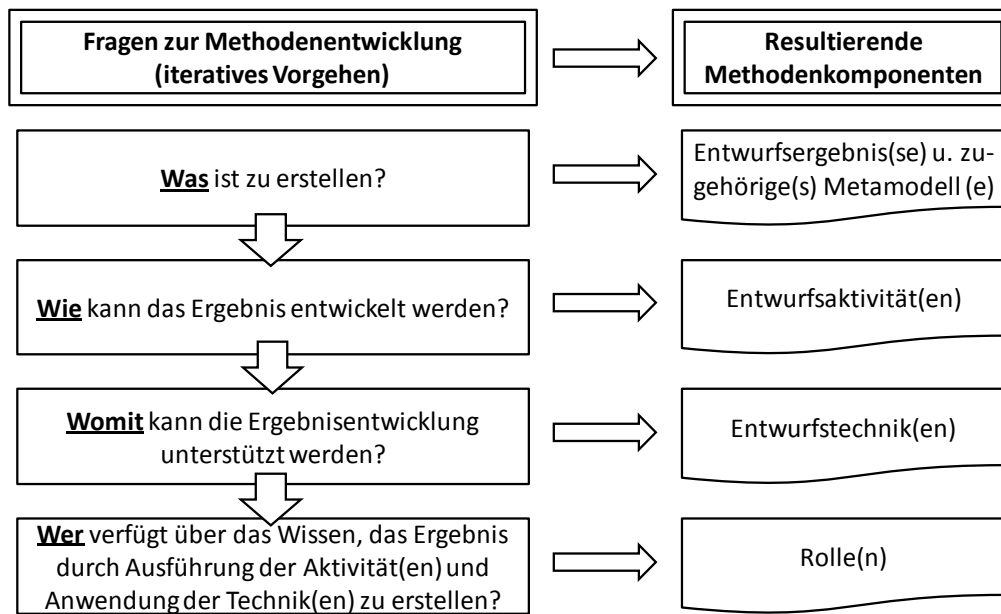 Fragen zur Methodenentwicklung
(iteratives Vorgehen)
Resultierende
Methodenkomponenten
Was ist zu erstellen?
Entwurfsergebnis(se) u. zu-
gehörige(s) Metamodell (e)
Wie kann das Ergebnis entwickelt werden?
Entwurfsaktivität(en)
Womit kann die Ergebnisentwicklung
unterstützt werden?
Entwurfstechnik(en)
Wer verfügt über das Wissen, das Ergebnis
durch Ausführung der Aktivität(en) und
Anwendung der Technik(en) zu erstellen?
Rolle(n)